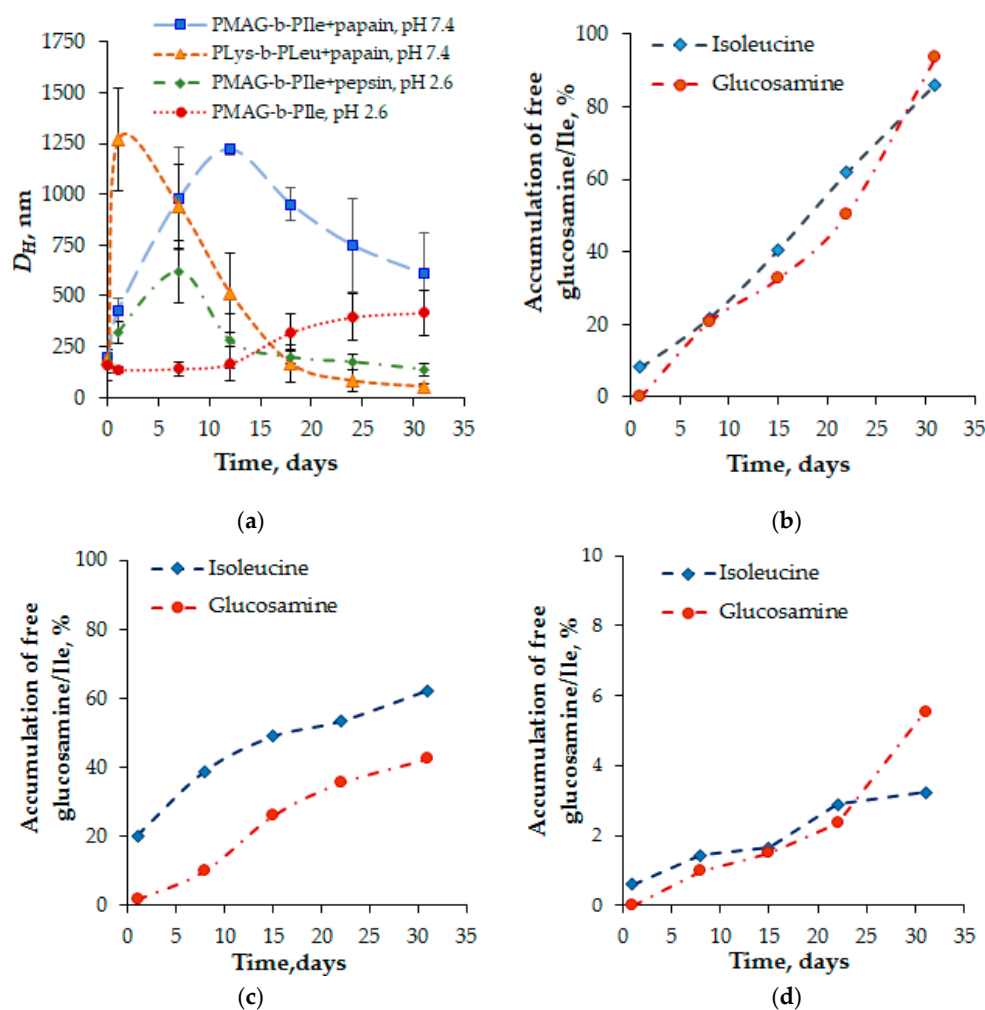 PMAG-b-PIle+papain, pH 7.4
PLys-b-PLeu+papain, pH 7.4
PMAG-b-PIle+pepsin, pH 2.6
PMAG-b-PIle, pH 2.6
1750
1500
1250
1000
750
500
250
0
D_H, nm
0 5 10 15 20 25 30 35
Time, days
(a)
Isoleucine
Glucosamine
100
80
60
40
20
0
Accumulation of free
glucosamine/Ile, %
0 5 10 15 20 25 30 35
Time, days
(b)
Isoleucine
Glucosamine
100
80
60
40
20
0
Accumulation of free
glucosamine/Ile, %
0 5 10 15 20 25 30 35
Time,days
(c)
Isoleucine
Glucosamine
10
8
6
4
2
0
Accumulation of free
glucosamine/Ile, %
0 5 10 15 20 25 30 35
Time, days
(d)